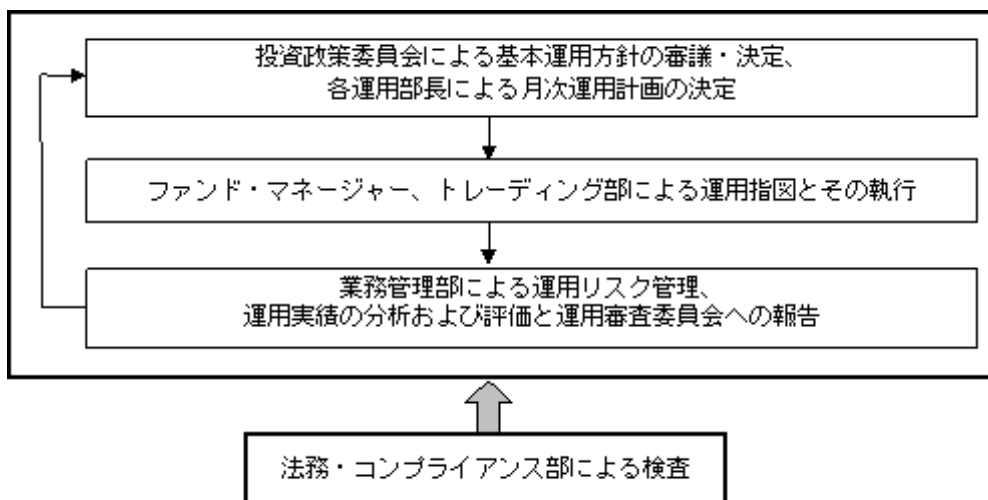 投資政策委員会による基本運用方針の審議・決定、
各運用部長による月次運用計画の決定
ファンド・マネージャー、トレーディング部による運用指図とその執行
業務管理部による運用リスク管理、
運用実績の分析および評価と運用審査委員会への報告
法務・コンプライアンス部による検査